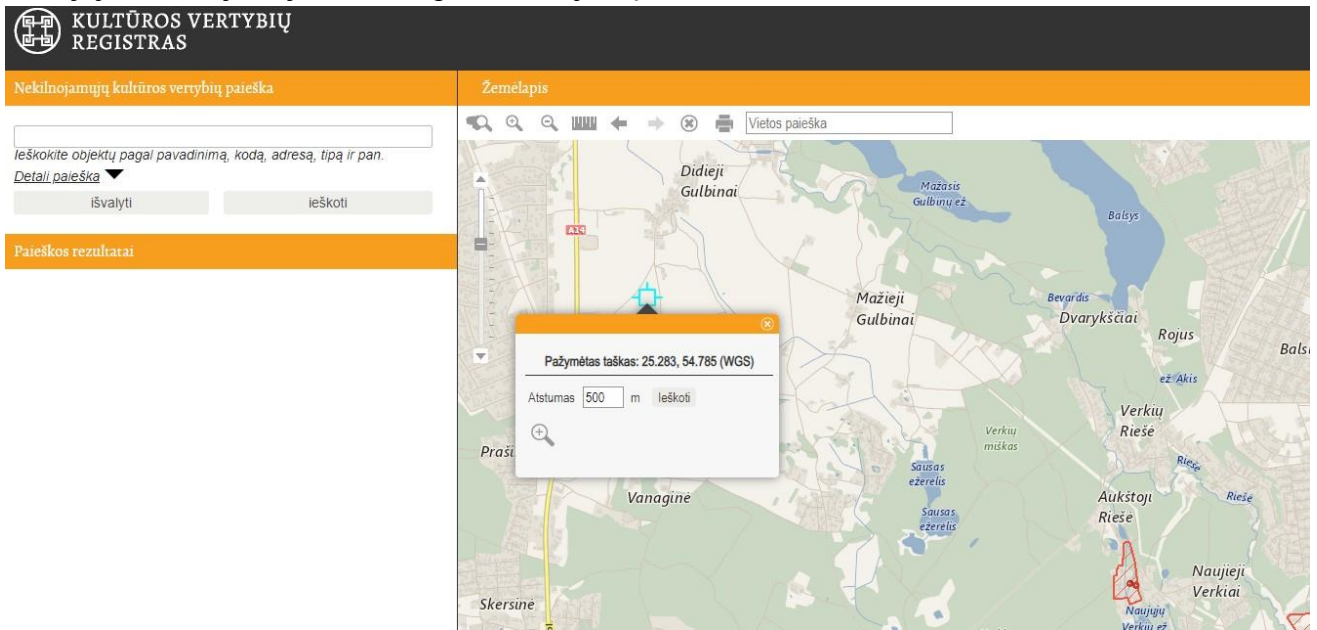 KULTŪROS VERTYBIŲ
REGISTRAS
Nekilnojamųjų kultūros vertybių paieška
Ieškokite objektų pagal pavadinimą, kodą, adresą, tipą ir pan.
Detali paieška
išvalyti
ieškoti
Paieškos rezultatai
Žemėlapis
Vietos paieška
Didieji
Gulbinai
Mažasis
Gulbinų ež
Balsys
A14
Mažieji
Gulbinai
Bevardis
Dvarykščiai
Rojus
Balsi
ež Akis
Pažymėtas taškas: 25.283, 54.785 (WGS)
Atstumas 500 m Ieškoti
Verkių
Riešė
Verkių
miškas
Praši
Sausas
ežerėlis
Riešė
Vanaginė
Aukštoji
Riešė
Riešė
Sausas
ežerėlis
Naujieji
Verkiai
Skersinė
Naujųjų
Verkių ež